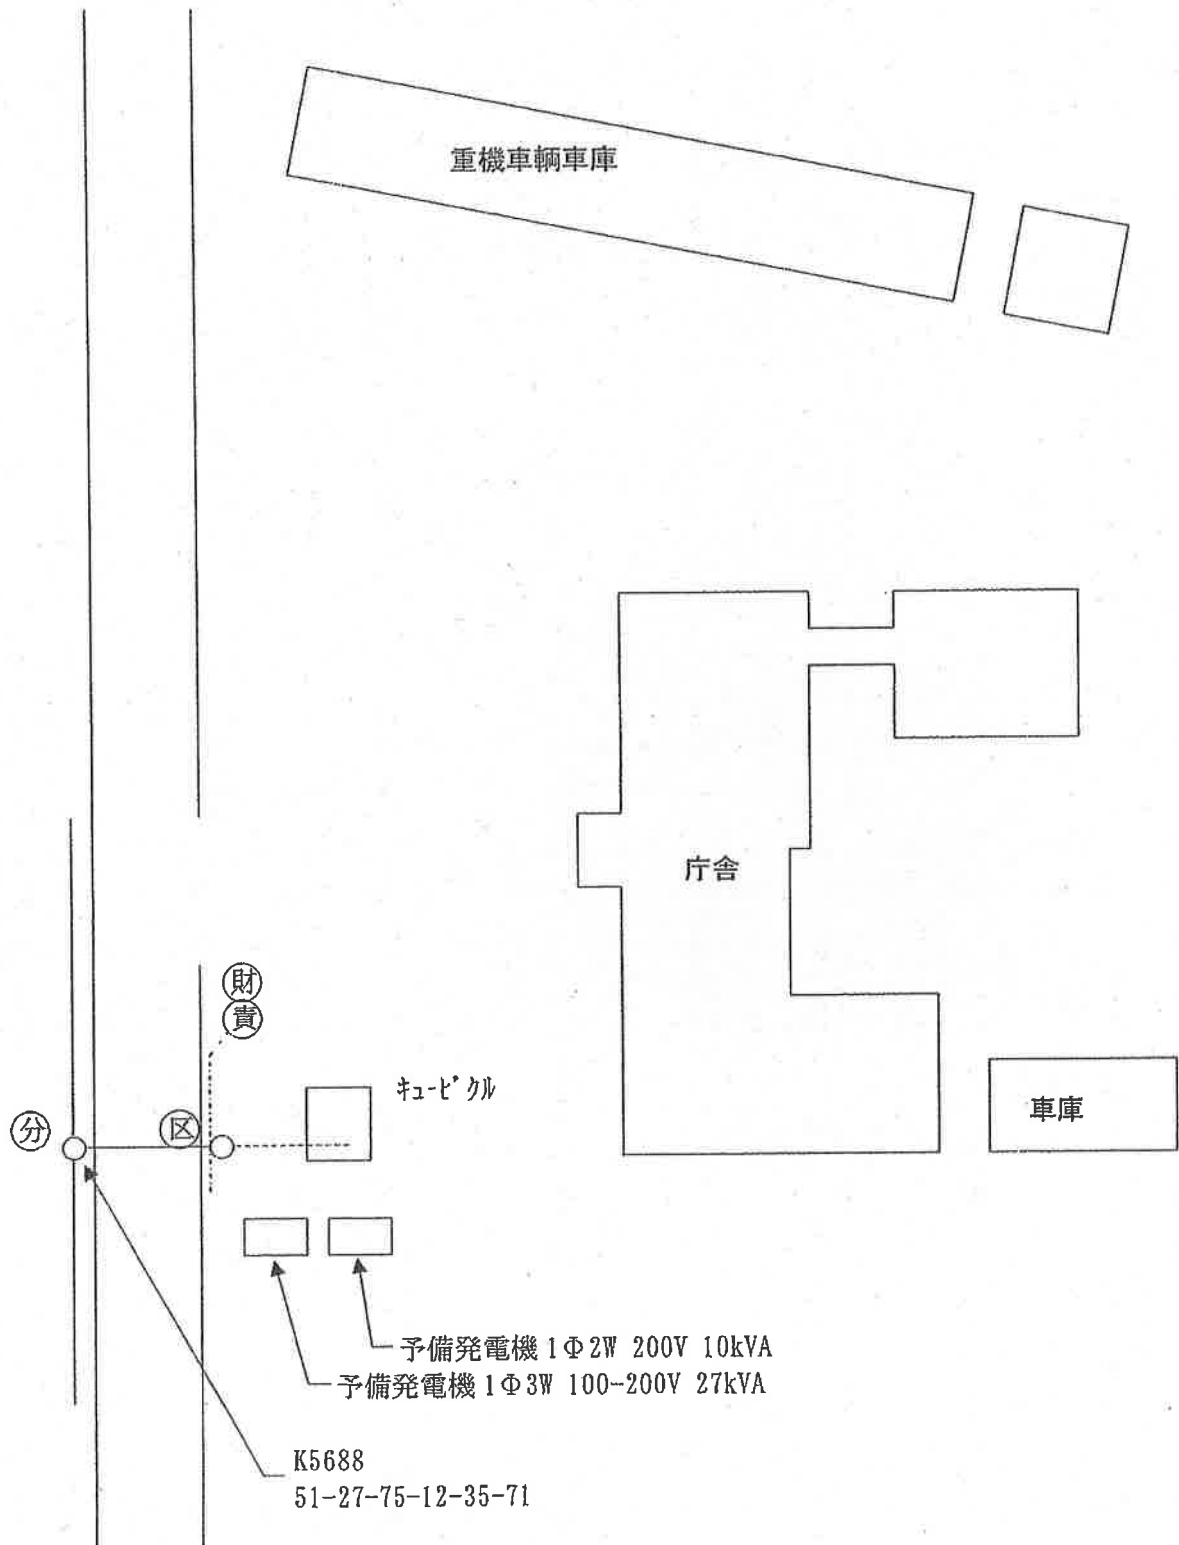 重機車輌車庫
庁舎
財
責
キュービクル
分
区
車庫
予備発電機 1Φ2W 200V 10kVA
予備発電機 1Φ3W 100-200V 27kVA
K5688
51-27-75-12-35-71